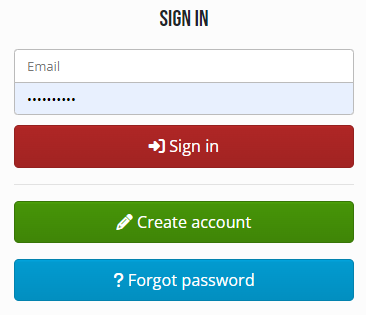 SIGN IN
Email
••••••••••
Sign in
Create account
? Forgot password